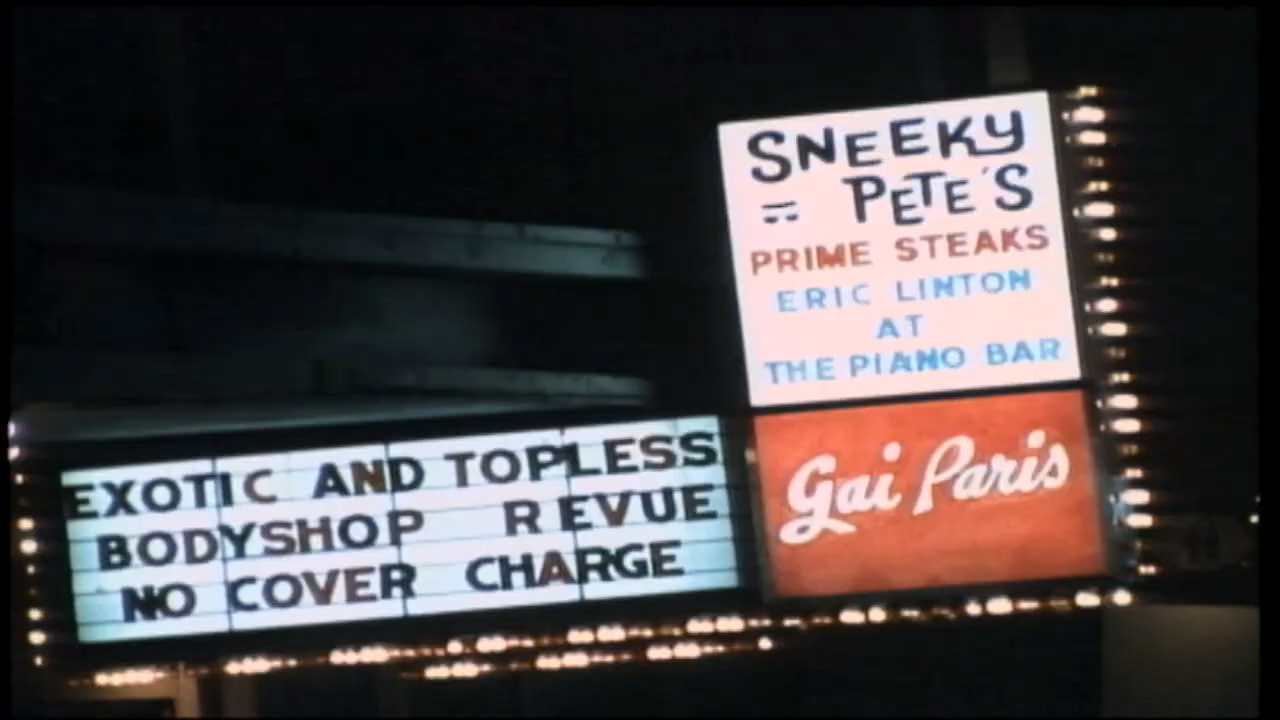 SNEEKY
PETE'S
PRIME STEAKS
ERIC LINTON
AT
THE PIANO BAR
Gai Paris
EXOTIC AND TOPLESS
BODYSHOP REVUE
NO COVER CHARGE